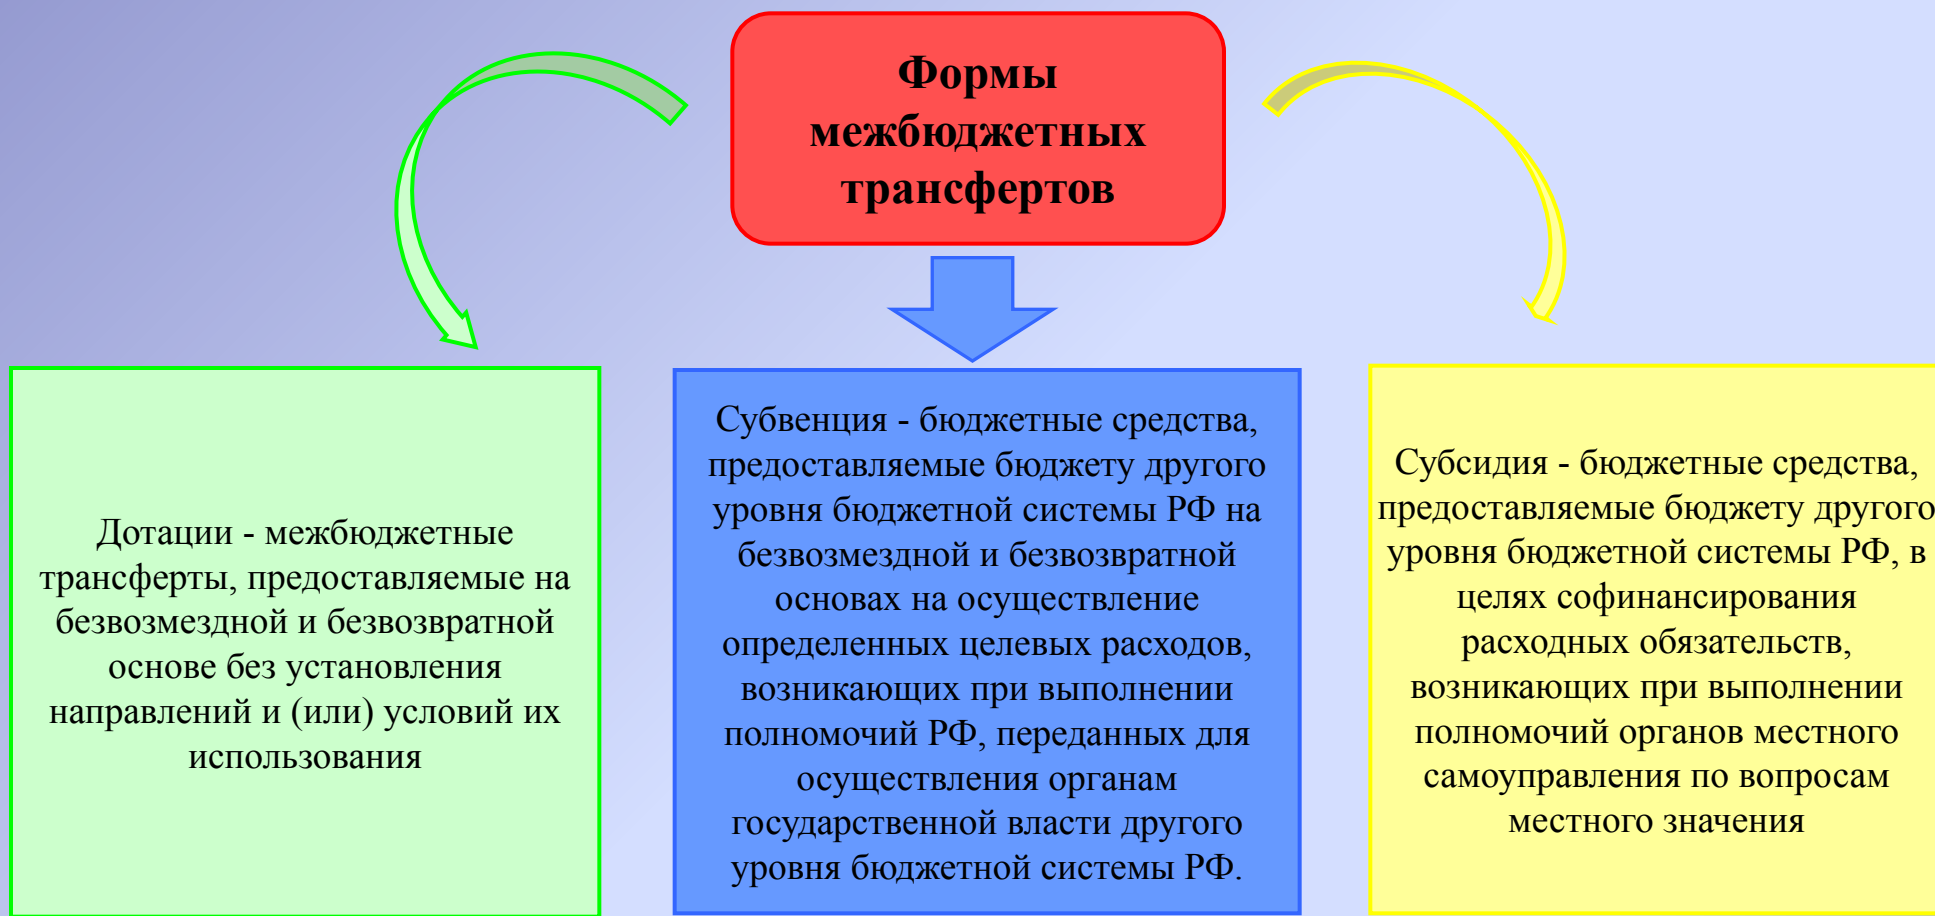 Формы
межбюджетных
трансфертов
Дотации - межбюджетные
трансферты, предоставляемые на
безвозмездной и безвозвратной
основе без установления
направлений и (или) условий их
использования
Субвенция - бюджетные средства,
предоставляемые бюджету другого
уровня бюджетной системы РФ на
безвозмездной и безвозвратной
основах на осуществление
определенных целевых расходов,
возникающих при выполнении
полномочий РФ, переданных для
осуществления органам
государственной власти другого
уровня бюджетной системы РФ.
Субсидия - бюджетные средства,
предоставляемые бюджету другого
уровня бюджетной системы РФ, в
целях софинансирования
расходных обязательств,
возникающих при выполнении
полномочий органов местного
самоуправления по вопросам
местного значения